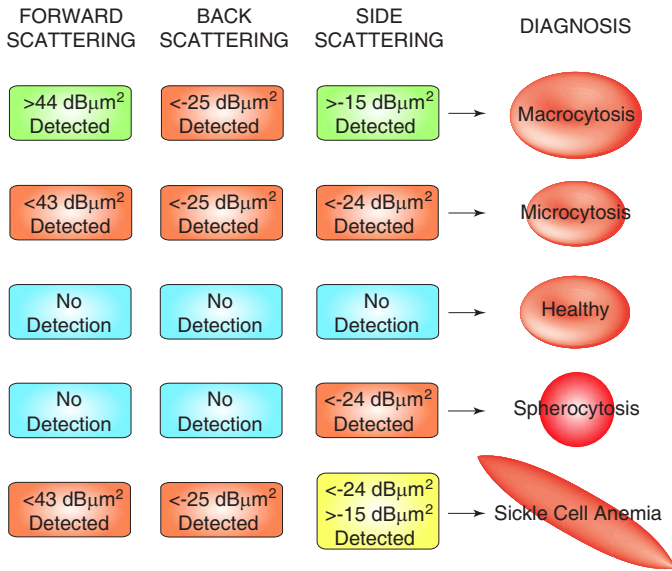 FORWARD SCATTERING
BACK SCATTERING
SIDE SCATTERING
DIAGNOSIS
>44 dBµm²
Detected
<-25 dBµm²
Detected
>-15 dBµm²
Detected
Macrocytosis
<43 dBµm²
Detected
<-25 dBµm²
Detected
<-24 dBµm²
Detected
Microcytosis
No
Detection
No
Detection
No
Detection
Healthy
No
Detection
No
Detection
<-24 dBµm²
Detected
Spherocytosis
<43 dBµm²
Detected
<-25 dBµm²
Detected
<-24 dBµm²
>-15 dBµm²
Detected
Sickle Cell Anemia